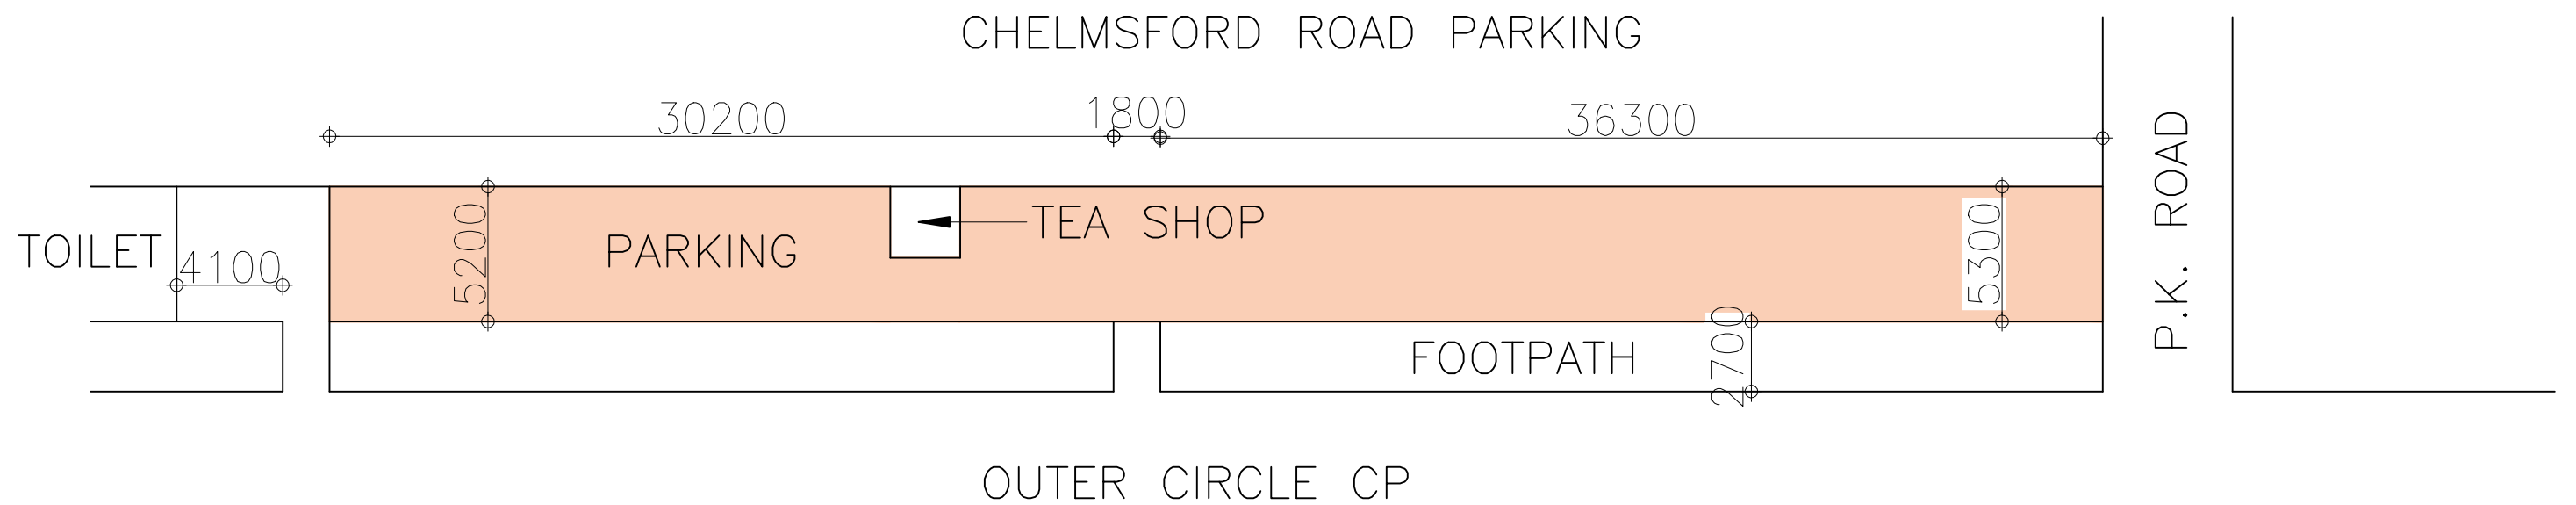 CHELMSFORD ROAD PARKING
30200
1800
36300
P.K. ROAD
TOILET
4100
5200
PARKING
TEA SHOP
5300
2700
FOOTPATH
OUTER CIRCLE CP